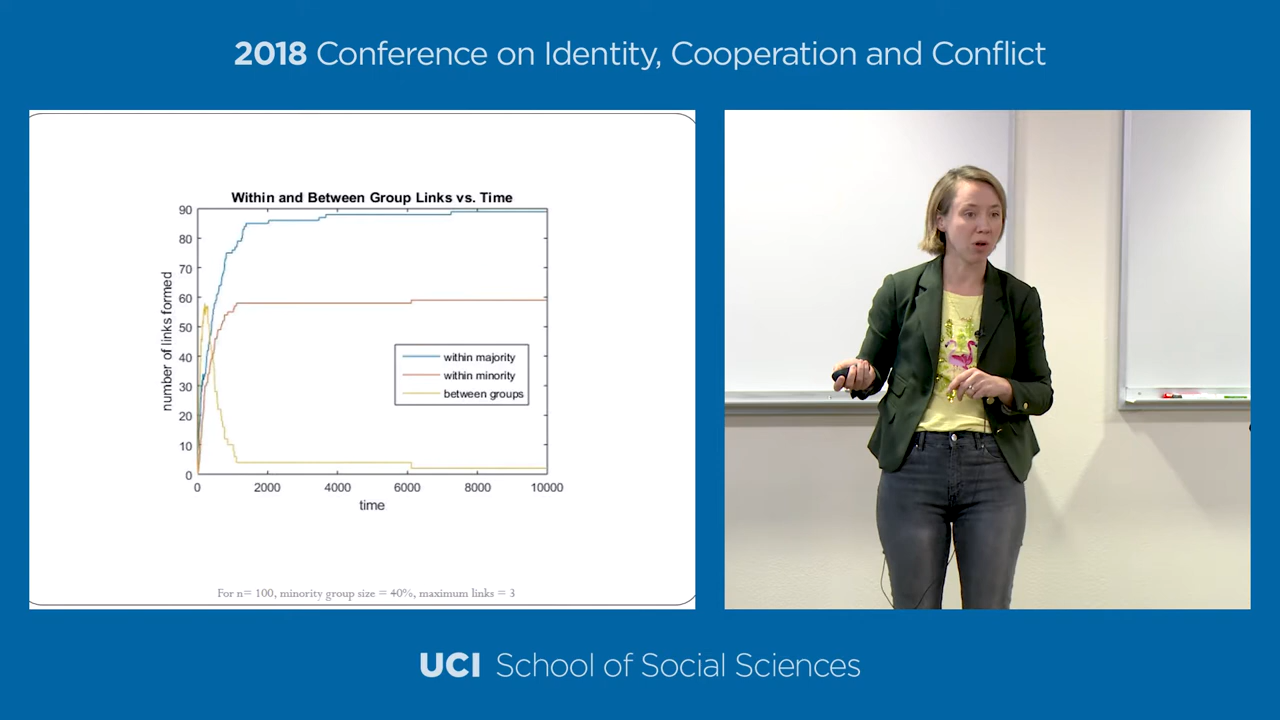 2018 Conference on Identity, Cooperation and Conflict
Within and Between Group Links vs. Time
90
80
70
60
50
40
30
20
10
0
number of links formed
within majority
within minority
between groups
0 2000 4000 6000 8000 10000
time
For n= 100, minority group size = 40%, maximum links = 3
UCI School of Social Sciences